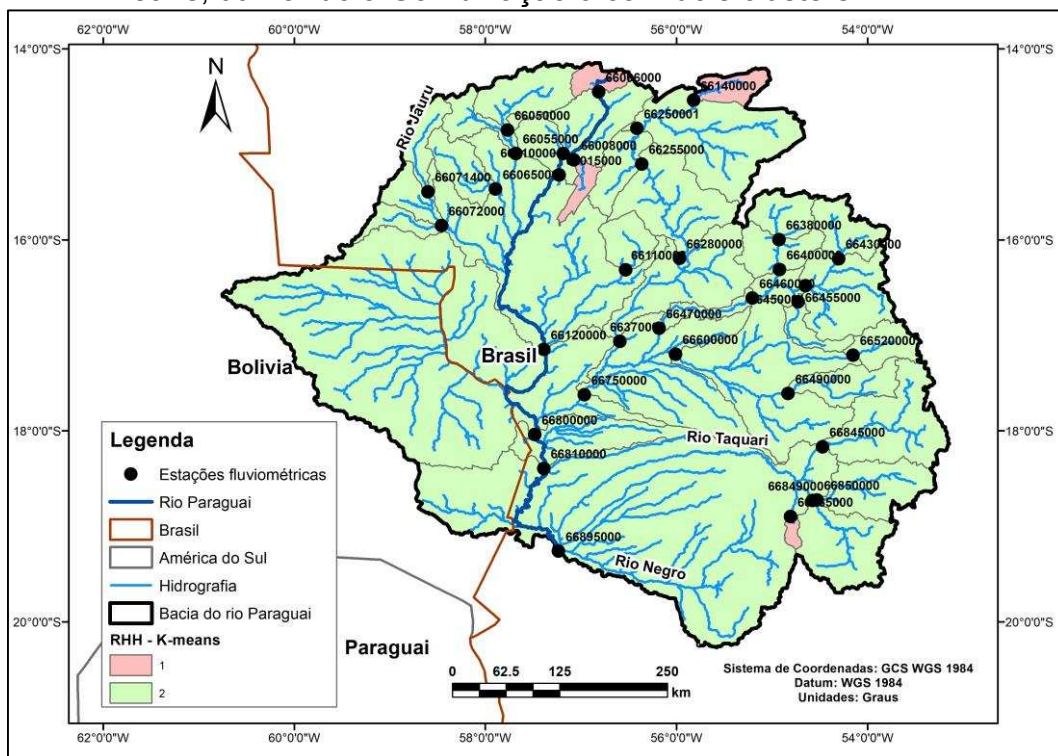 62°0'0"W 60°0'0"W 58°0'0"W 56°0'0"W 54°0'0"W
14°0'0"S 14°0'0"S
N
Rio Jauru
66006000
66140000
66050000
66250001
66055000
66008000
66255000
66065000
66071400
66072000
16°0'0"S 16°0'0"S
66380000
66430000
66280000
66400000
66460000
66455000
66470000
66120000
Brasil
66600000
66520000
Bolivia
66750000
66490000
18°0'0"S 18°0'0"S
66800000
Rio Taquari
66845000
66810000
66849000
66850000
66895000
Rio Negro
Legenda
Estações fluviométricas
Rio Paraguai
Brasil
América do Sul
Hidrografia
Bacia do rio Paraguai
RHH - K-means
1
2
20°0'0"S 20°0'0"S
Paraguai
0 62.5 125 250
km
Sistema de Coordenadas: GCS WGS 1984
Datum: WGS 1984
Unidades: Graus
62°0'0"W 60°0'0"W 58°0'0"W 56°0'0"W 54°0'0"W